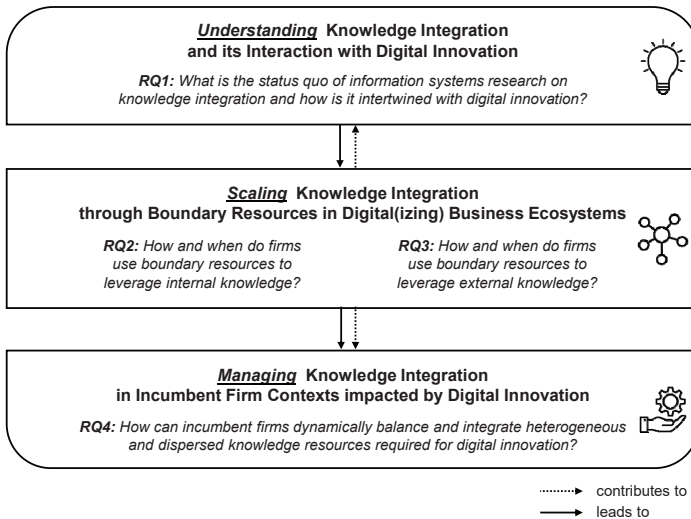 Understanding Knowledge Integration
and its Interaction with Digital Innovation
RQ1: What is the status quo of information systems research on
knowledge integration and how is it intertwined with digital innovation?
Scaling Knowledge Integration
through Boundary Resources in Digital(izing) Business Ecosystems
RQ2: How and when do firms
use boundary resources to
leverage internal knowledge?
RQ3: How and when do firms
use boundary resources to
leverage external knowledge?
Managing Knowledge Integration
in Incumbent Firm Contexts impacted by Digital Innovation
RQ4: How can incumbent firms dynamically balance and integrate heterogeneous
and dispersed knowledge resources required for digital innovation?
contributes to
leads to